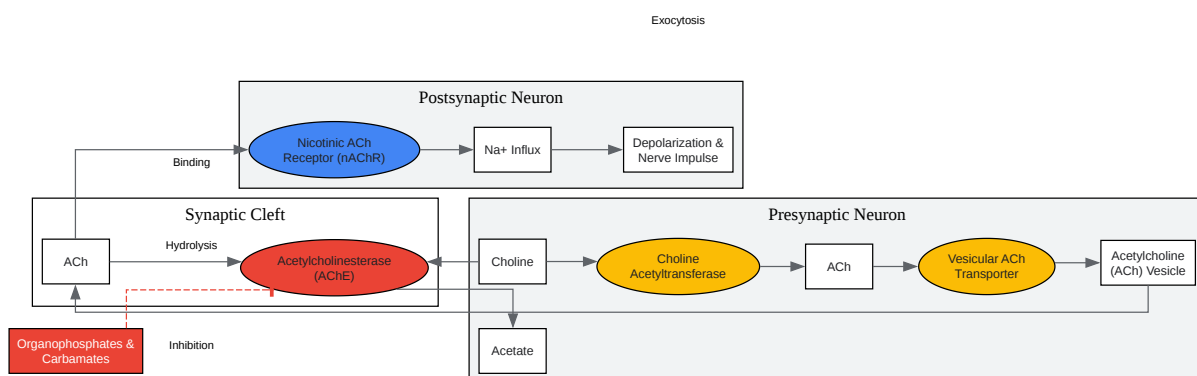 Exocytosis
Postsynaptic Neuron
Nicotinic ACh
Receptor (nAChR)
Na+ Influx
Depolarization &
Nerve Impulse
Binding
Synaptic Cleft
Presynaptic Neuron
ACh
Hydrolysis
Acetylcholinesterase
(AChE)
Choline
Choline
Acetyltransferase
ACh
Vesicular ACh
Transporter
Acetylcholine
(ACh) Vesicle
Organophosphates &
Carbamates
Inhibition
Acetate